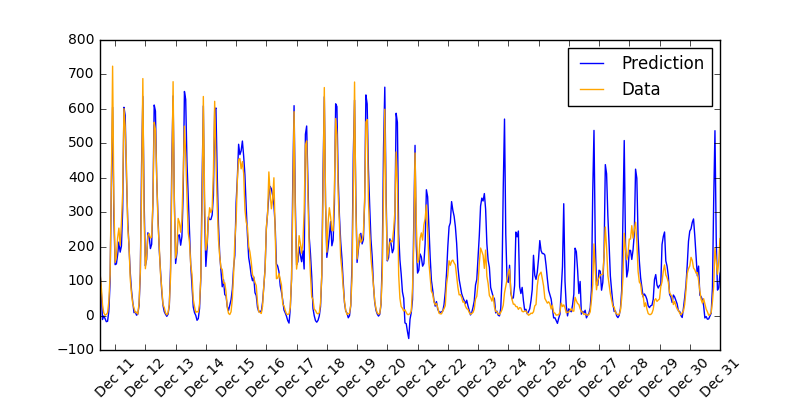 800
700
600
500
400
300
200
100
0
−100
Prediction
Data
Dec 11
Dec 12
Dec 13
Dec 14
Dec 15
Dec 16
Dec 17
Dec 18
Dec 19
Dec 20
Dec 21
Dec 22
Dec 23
Dec 24
Dec 25
Dec 26
Dec 27
Dec 28
Dec 29
Dec 30
Dec 31